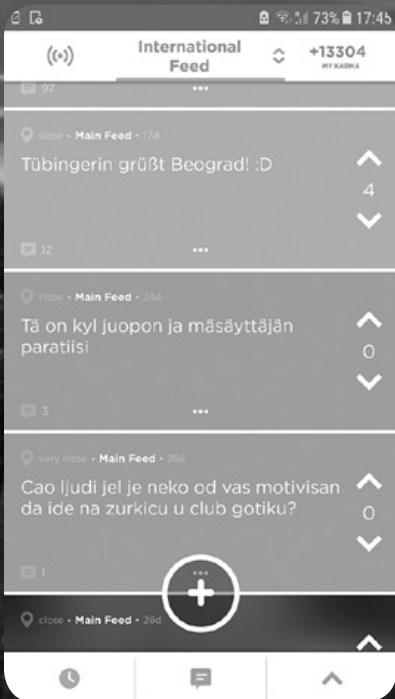 73% 17:45
International
Feed
+13304
MY KARMA
97
close • Main Feed • 17d
Tübingerin grüßt Beograd! :D
4
12
close • Main Feed • 24d
Tä on kyl juopon ja mäsäyttäjän
paratiisi
0
3
very close • Main Feed • 26d
Cao ljudi jel je neko od vas motivisan
da ide na zurkicu u club gotiku?
0
1
close • Main Feed • 28d